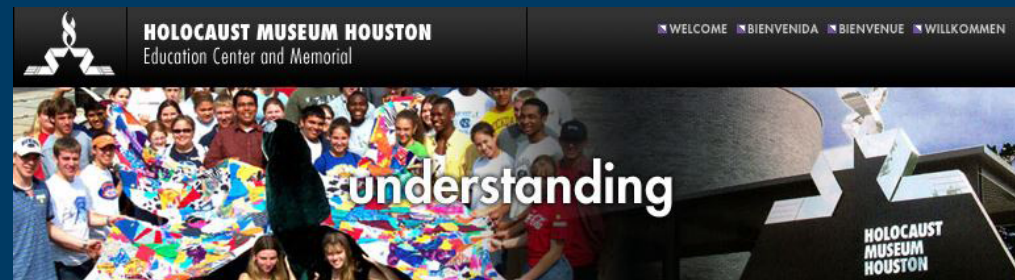 HOLOCAUST MUSEUM HOUSTON
Education Center and Memorial
WELCOME BIENVENIDA BIENVENUE WILLKOMMEN
understanding
HOLOCAUST
MUSEUM
HOUSTON